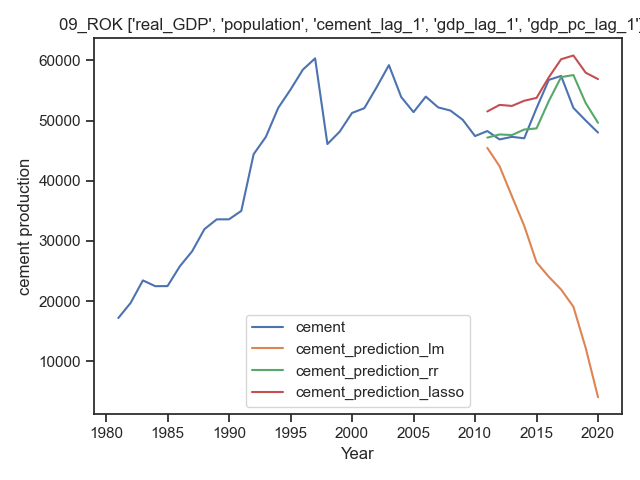 09_ROK ['real_GDP', 'population', 'cement_lag_1', 'gdp_lag_1', 'gdp_pc_lag_1']
60000
50000
40000
30000
20000
10000
cement production
cement
cement_prediction_lm
cement_prediction_rr
cement_prediction_lasso
1980 1985 1990 1995 2000 2005 2010 2015 2020
Year